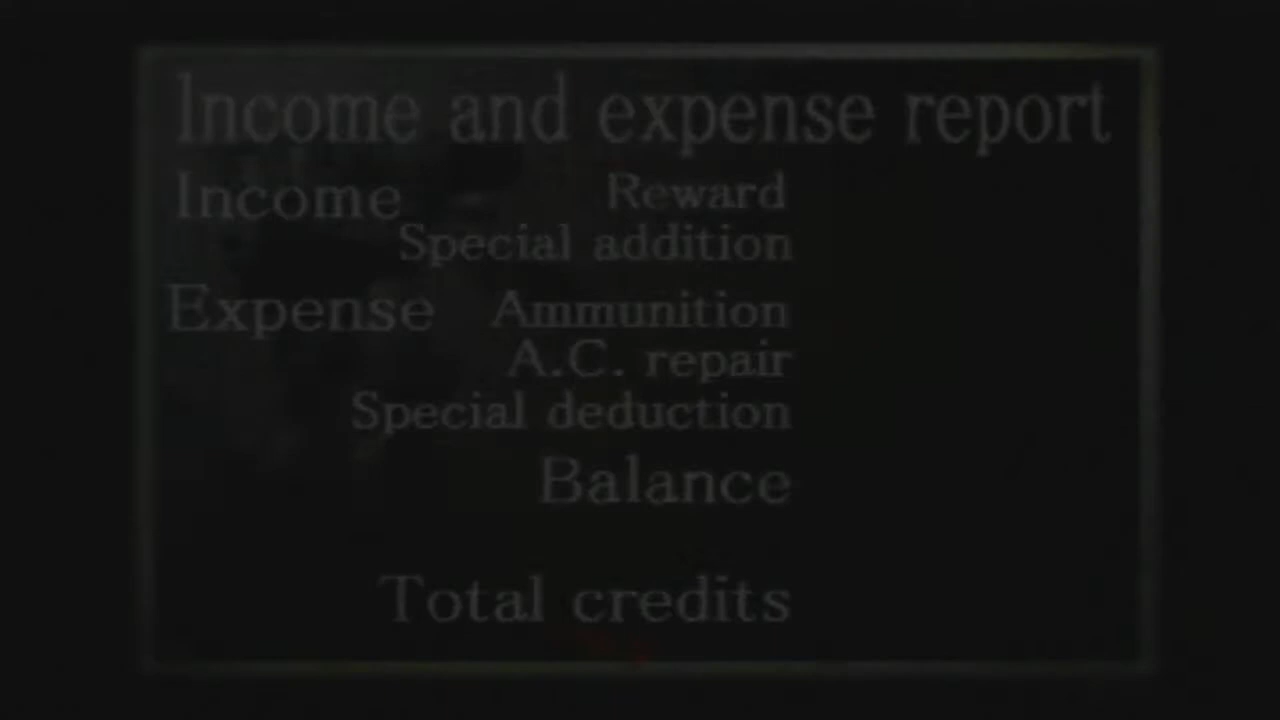 Income and expense report
Income Reward
Special addition
Expense Ammunition
A.C. repair
Special deduction
Balance
Total credits